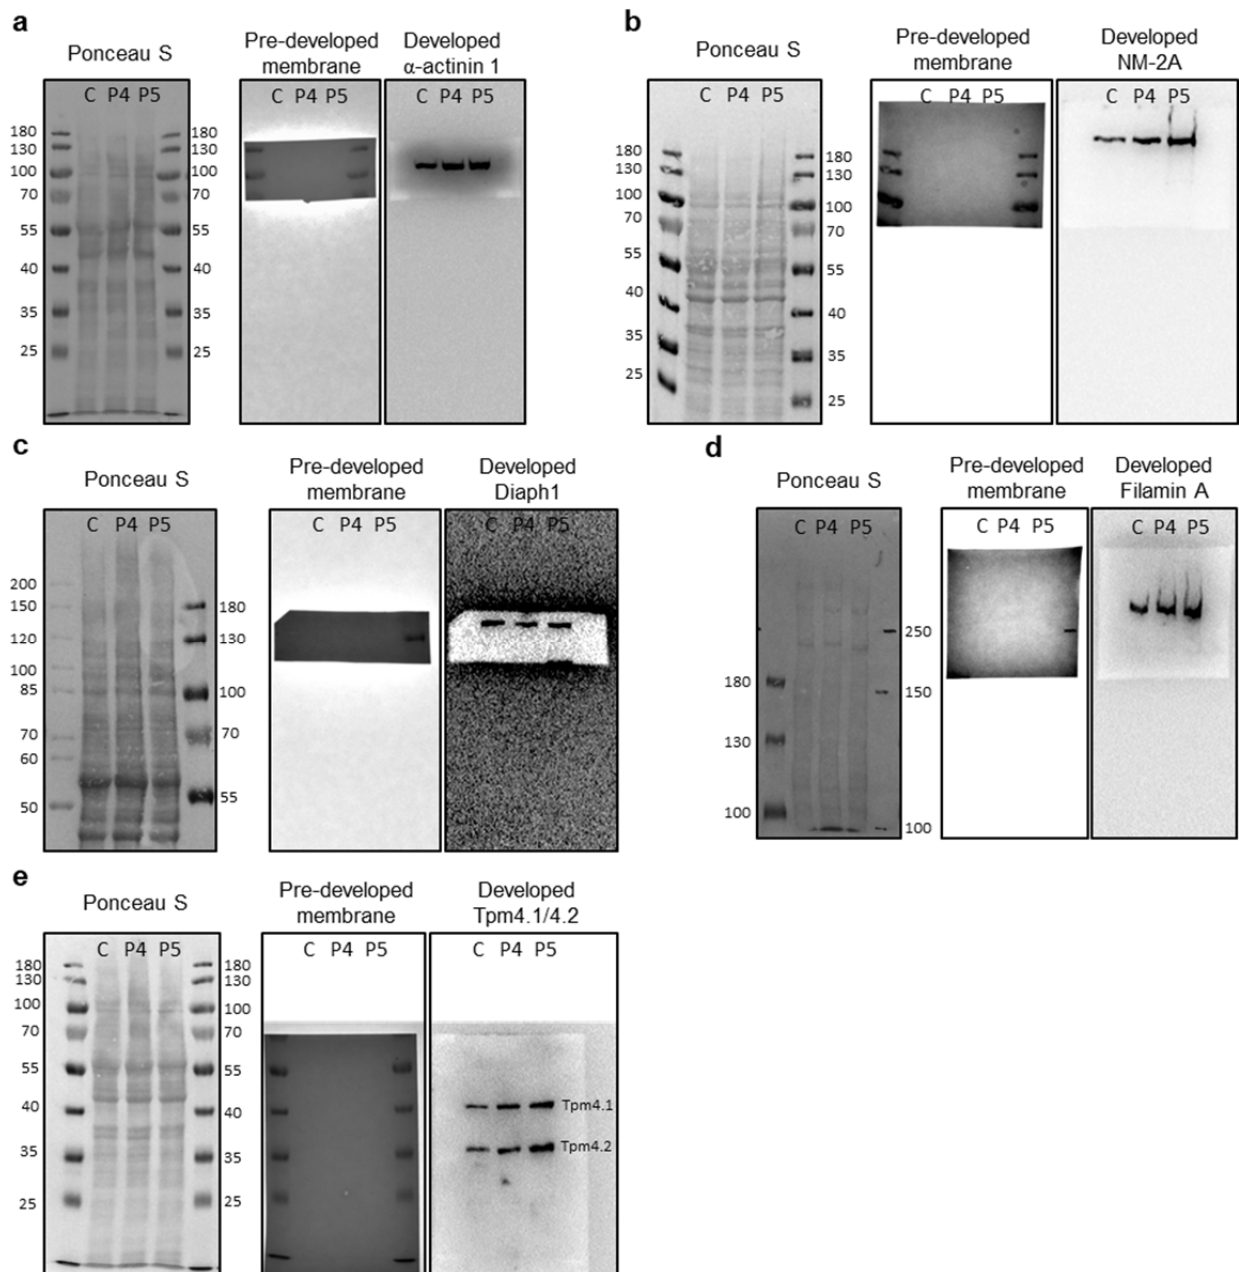 a
Ponceau S
Pre-developed
membrane
Developed
α-actinin 1
C P4 P5
C P4 P5
C P4 P5
180
130
100
70
55
40
35
25
180
130
100
70
55
40
35
25
b
Ponceau S
Pre-developed
membrane
Developed
NM-2A
C P4 P5
C P4 P5
C P4 P5
180
130
100
70
55
40
35
25
180
130
100
70
55
40
35
25
c
Ponceau S
Pre-developed
membrane
Developed
Diaph1
C P4 P5
C P4 P5
C P4 P5
200
150
120
100
85
70
60
50
180
130
100
70
55
d
Ponceau S
Pre-developed
membrane
Developed
Filamin A
C P4 P5
C P4 P5
C P4 P5
180
130
100
250
150
100
e
Ponceau S
Pre-developed
membrane
Developed
Tpm4.1/4.2
C P4 P5
C P4 P5
C P4 P5
180
130
100
70
55
40
35
25
180
130
100
70
55
40
35
25
Tpm4.1
Tpm4.2